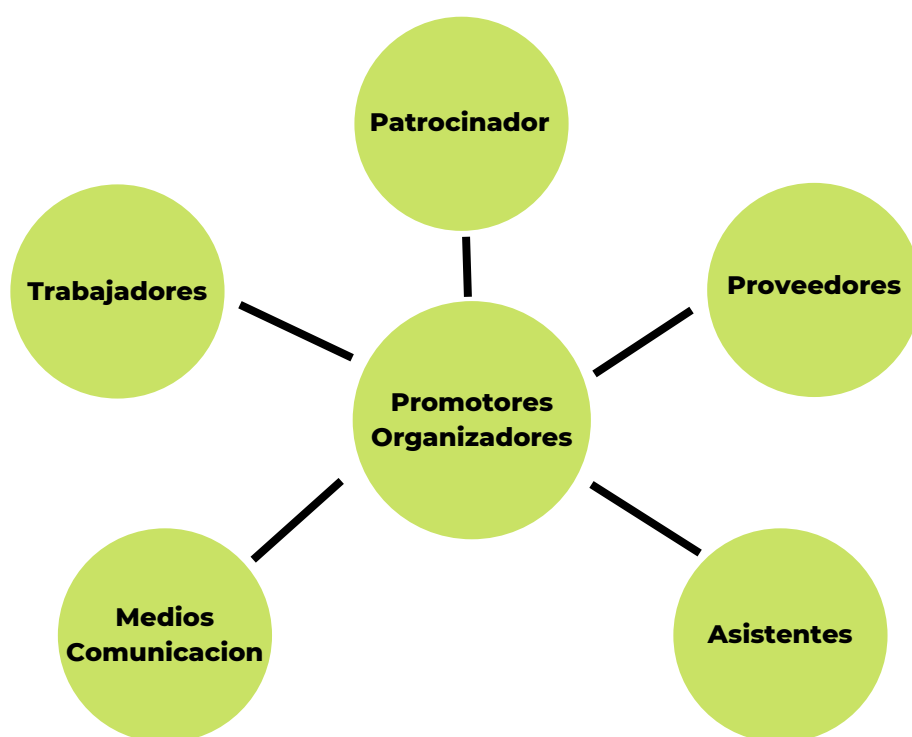 Patrocinador
Trabajadores
Proveedores
Promotores
Organizadores
Medios
Comunicacion
Asistentes